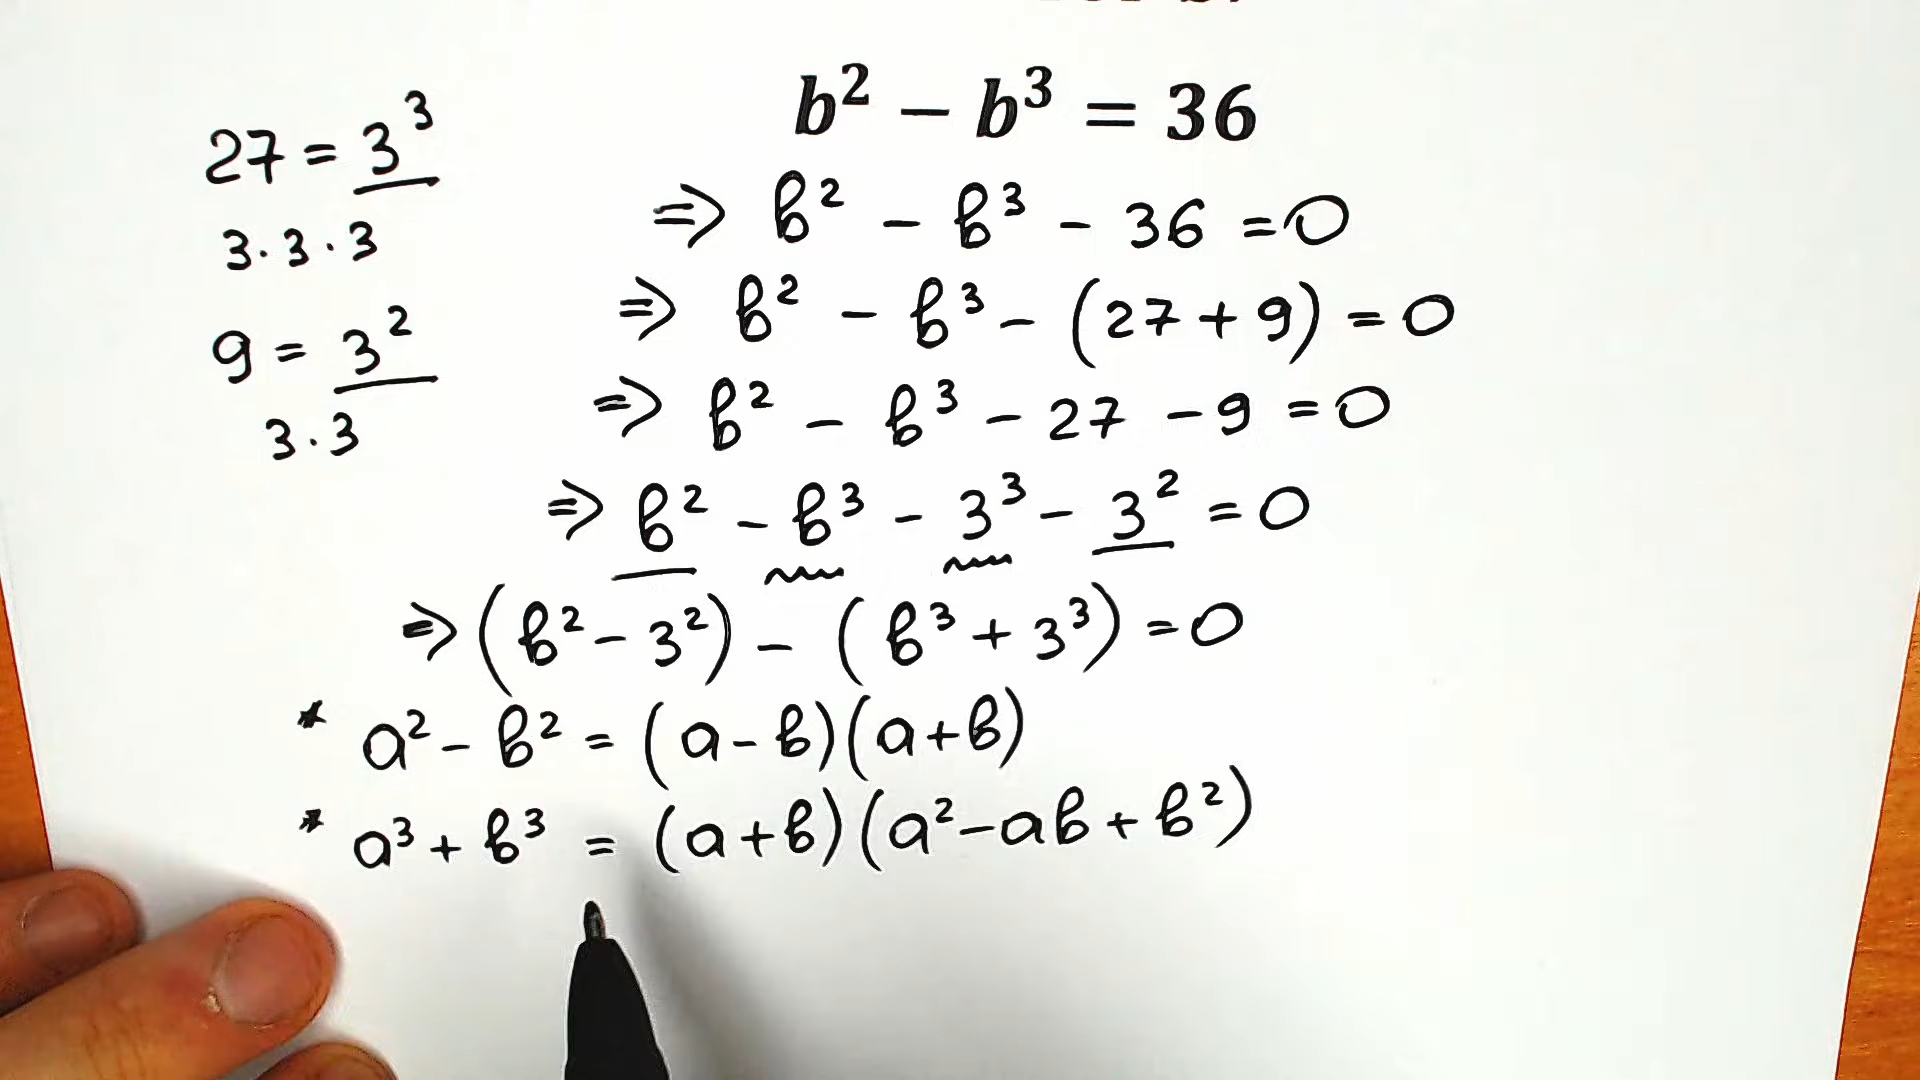 b² − b³ = 36
27 = 3³
3·3·3
9 = 3²
3·3
=> b² − b³ − 36 = 0
=> b² − b³ − (27 + 9) = 0
=> b² − b³ − 27 − 9 = 0
=> b² − b³ − 3³ − 3² = 0
=> (b² − 3²) − (b³ + 3³) = 0
* a² − b² = (a − b)(a + b)
* a³ + b³ = (a + b)(a² − ab + b²)